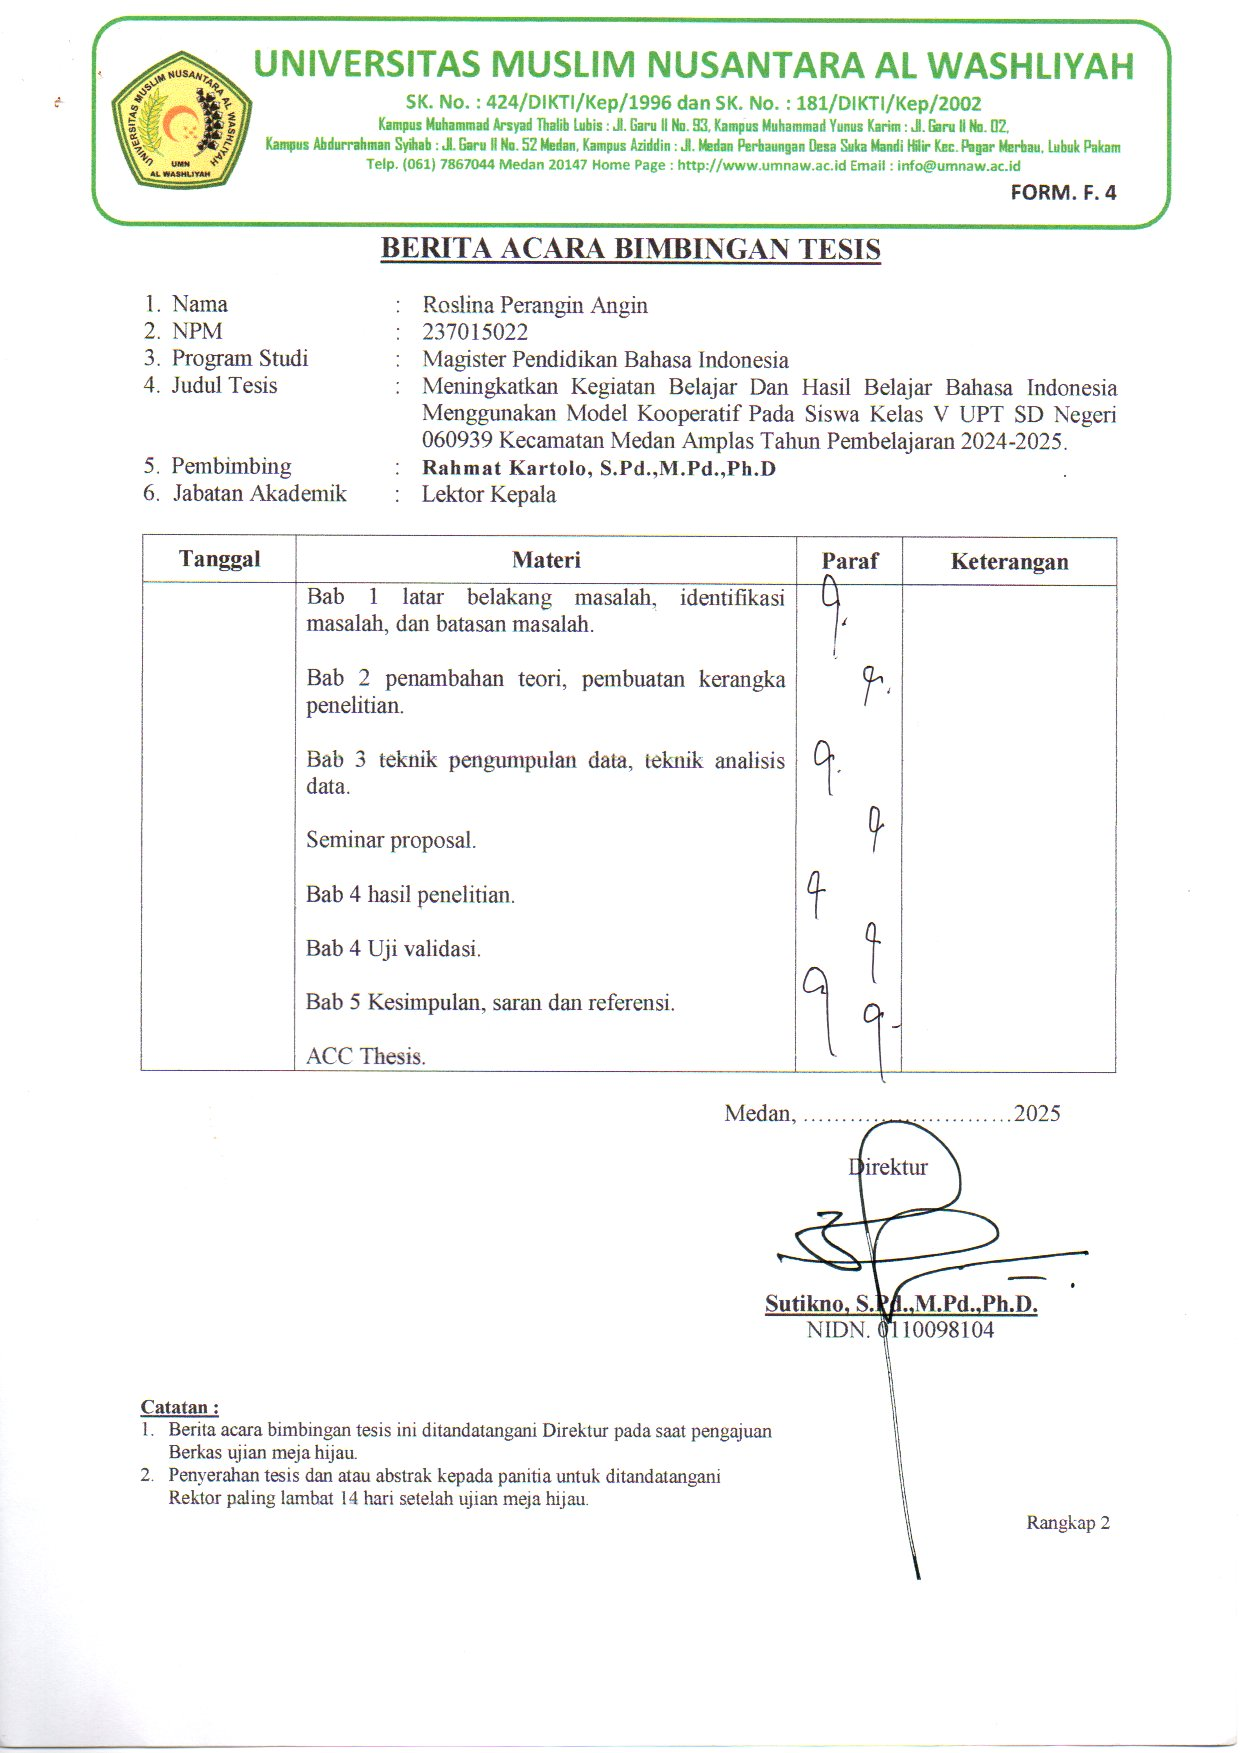 UNIVERSITAS MUSLIM NUSANTARA AL WASHLIYAH
UMN
AL WASHLIYAH
UNIVERSITAS MUSLIM NUSANTARA AL WASHLIYAH
SK. No. : 424/DIKTI/Kep/1996 dan SK. No. : 181/DIKTI/Kep/2002
Kampus Muhammad Arsyad Thalib Lubis : Jl. Garu II No. 93, Kampus Muhammad Yunus Karim : Jl. Garu II No. 02,
Kampus Abdurrahman Syihab : Jl. Garu II No. 52 Medan, Kampus Aziddin : Jl. Medan Perbaungan Desa Suka Mandi Hilir Kec. Pagar Merbau, Lubuk Pakam
Telp. (061) 7867044 Medan 20147 Home Page : http://www.umnaw.ac.id Email : info@umnaw.ac.id
FORM. F. 4
BERITA ACARA BIMBINGAN TESIS
1. Nama : Roslina Perangin Angin
2. NPM : 237015022
3. Program Studi : Magister Pendidikan Bahasa Indonesia
4. Judul Tesis : Meningkatkan Kegiatan Belajar Dan Hasil Belajar Bahasa Indonesia
Menggunakan Model Kooperatif Pada Siswa Kelas V UPT SD Negeri
060939 Kecamatan Medan Amplas Tahun Pembelajaran 2024-2025.
5. Pembimbing : Rahmat Kartolo, S.Pd.,M.Pd.,Ph.D
6. Jabatan Akademik : Lektor Kepala
Tanggal Materi Paraf Keterangan
Bab 1 latar belakang masalah, identifikasi
masalah, dan batasan masalah.
Bab 2 penambahan teori, pembuatan kerangka
penelitian.
Bab 3 teknik pengumpulan data, teknik analisis
data.
Seminar proposal.
Bab 4 hasil penelitian.
Bab 4 Uji validasi.
Bab 5 Kesimpulan, saran dan referensi.
ACC Thesis.
Medan, ...........................2025
Direktur
Sutikno, S.Pd.,M.Pd.,Ph.D.
NIDN. 0110098104
Catatan :
1. Berita acara bimbingan tesis ini ditandatangani Direktur pada saat pengajuan
Berkas ujian meja hijau.
2. Penyerahan tesis dan atau abstrak kepada panitia untuk ditandatangani
Rektor paling lambat 14 hari setelah ujian meja hijau.
Rangkap 2